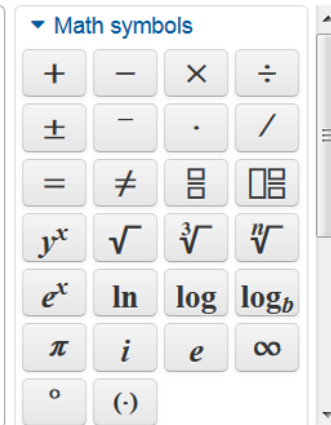 Math symbols
+ − × ÷
± − · /
= ≠ □/□ □□/□
yˣ √ ∛ ⁿ√
eˣ ln log log_b
π i e ∞
° (·)